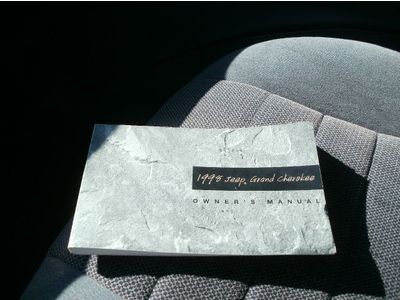 1998 Jeep Grand Cherokee
OWNER'S MANUAL